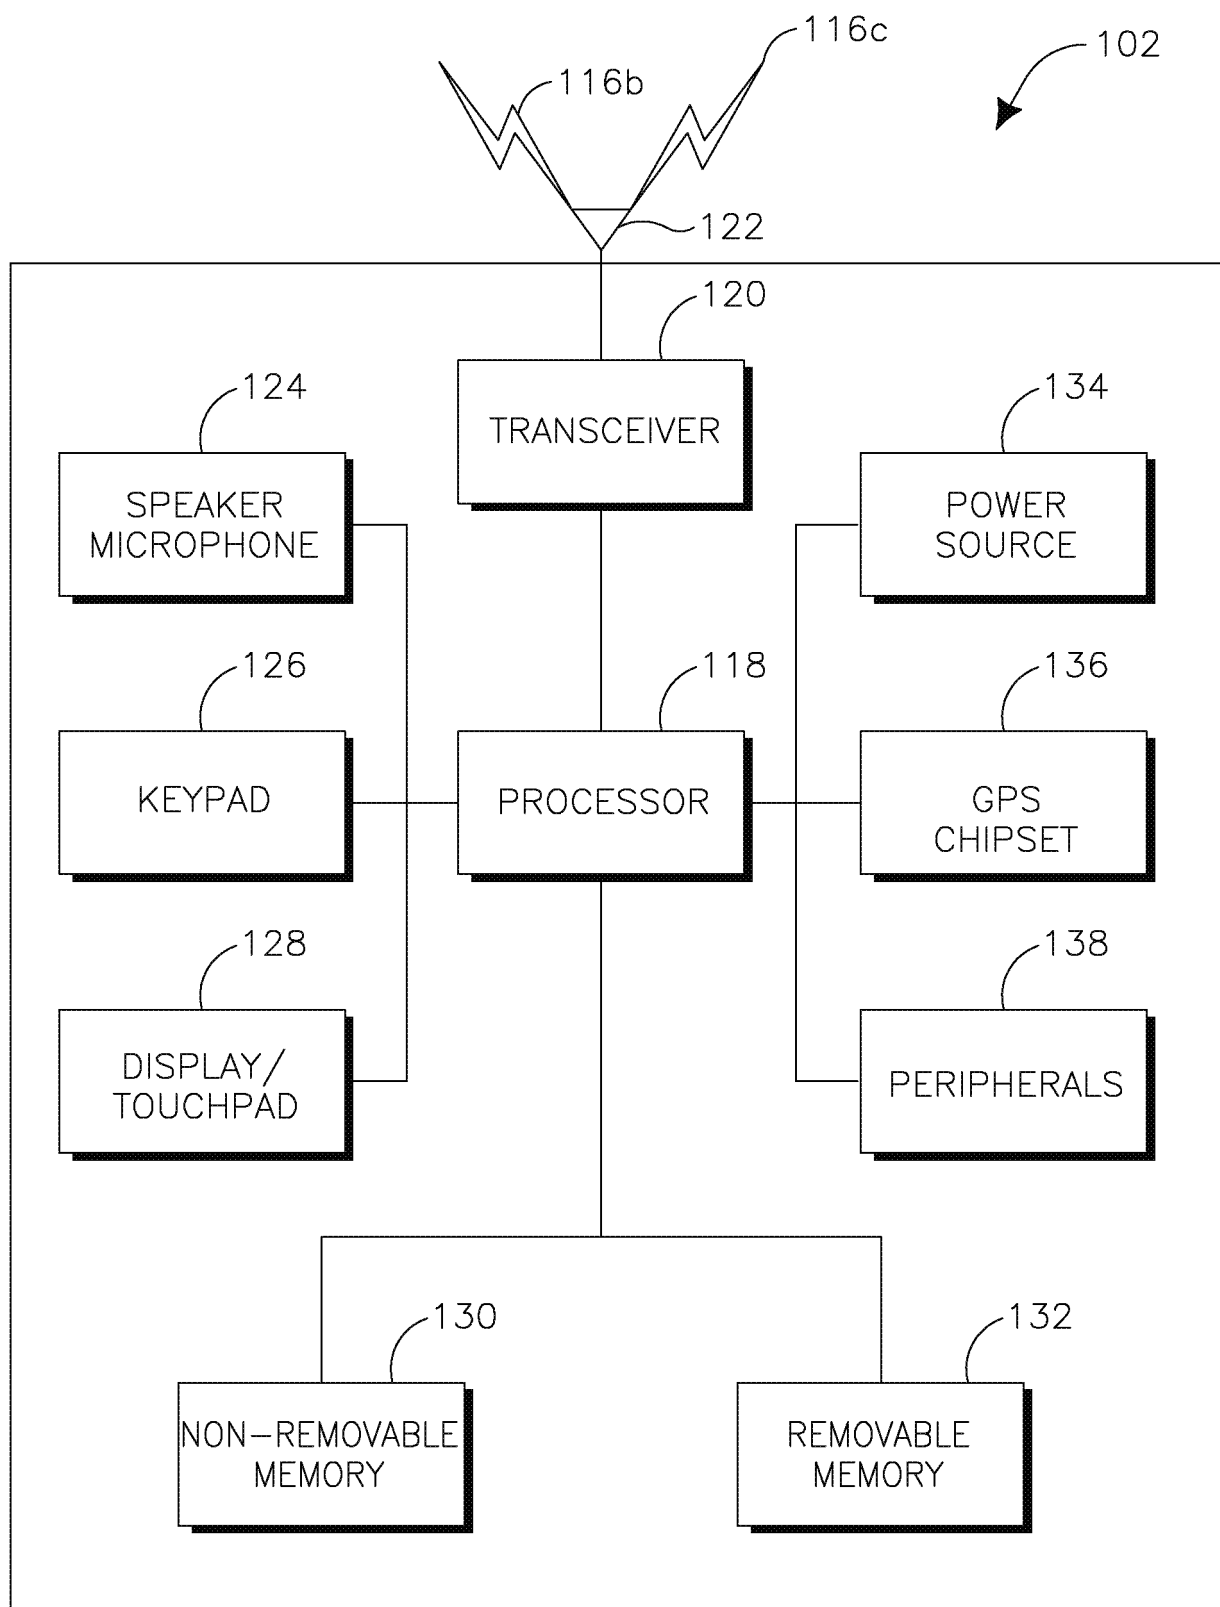 116c
102
116b
122
120
TRANSCEIVER
124
SPEAKER
MICROPHONE
134
POWER
SOURCE
126
KEYPAD
118
PROCESSOR
136
GPS
CHIPSET
128
DISPLAY/
TOUCHPAD
138
PERIPHERALS
130
NON-REMOVABLE
MEMORY
132
REMOVABLE
MEMORY